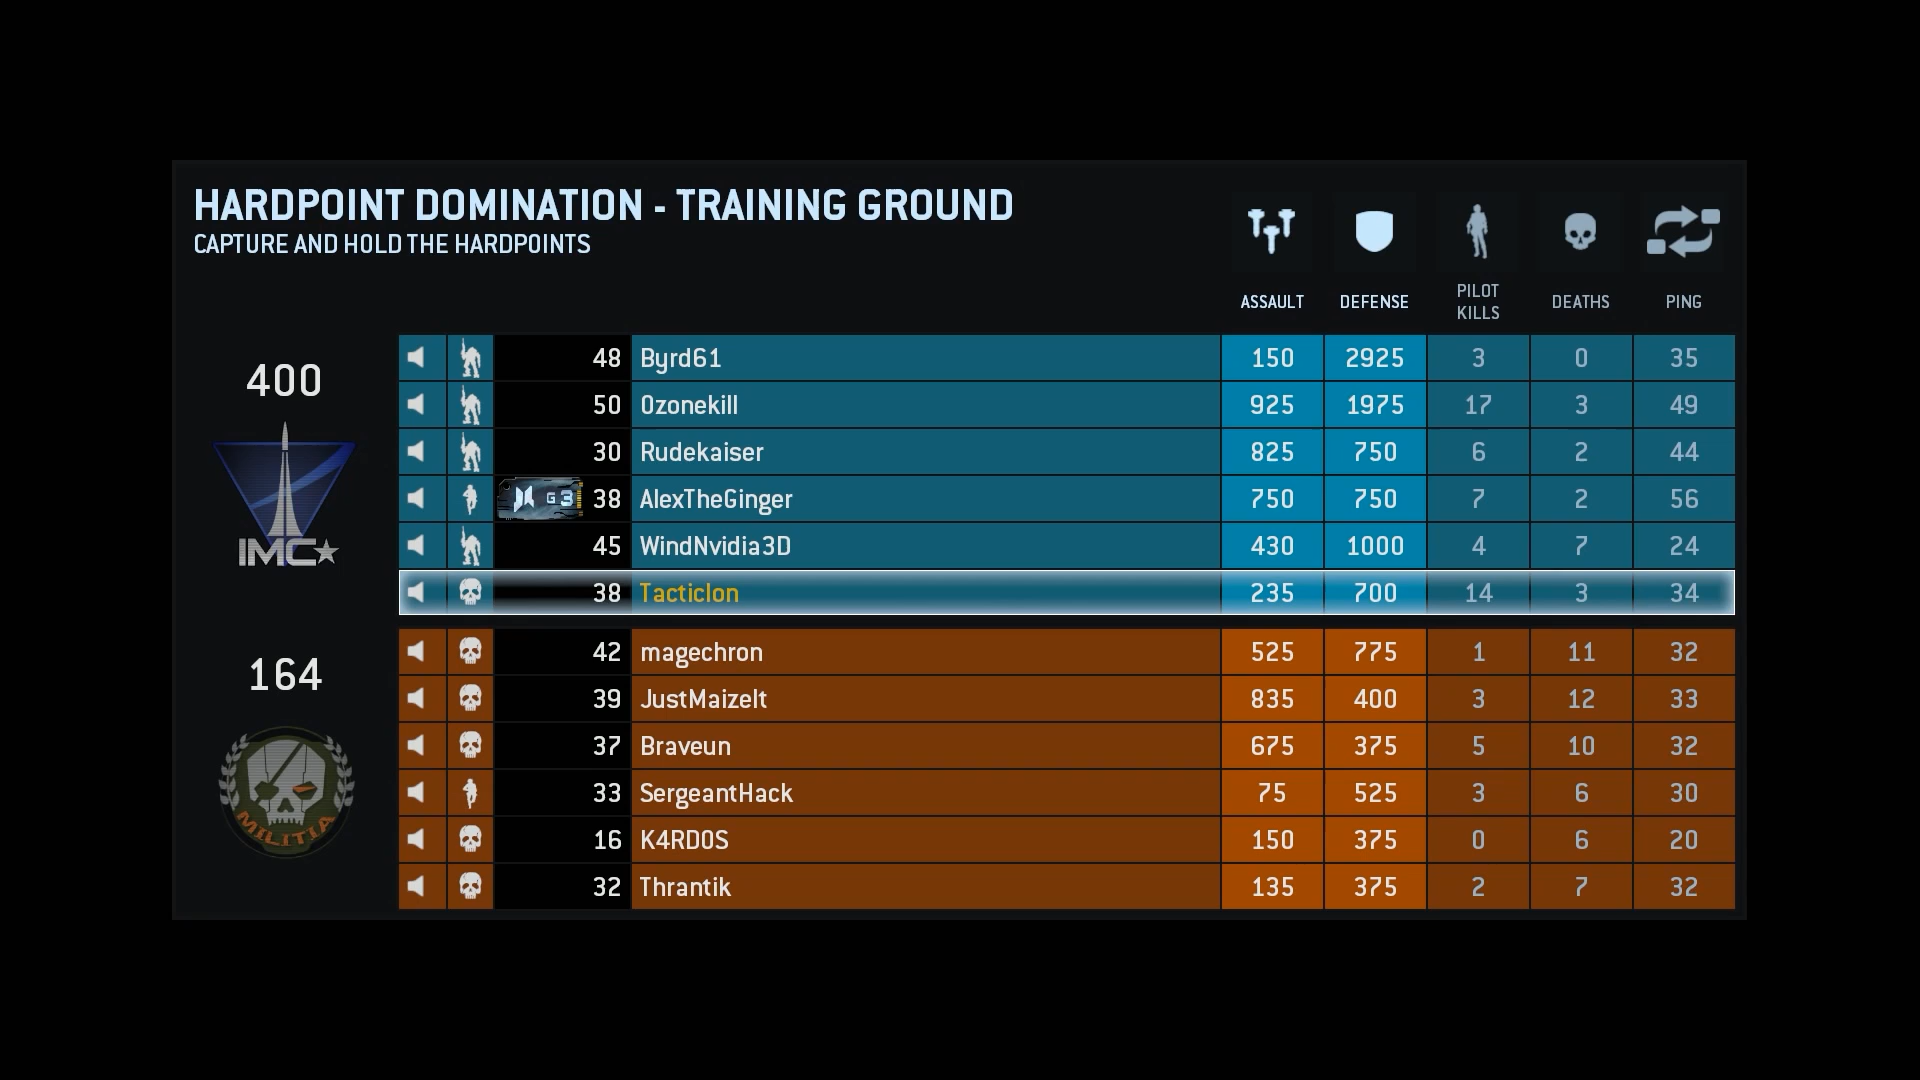 HARDPOINT DOMINATION - TRAINING GROUND
CAPTURE AND HOLD THE HARDPOINTS
ASSAULT DEFENSE PILOT KILLS DEATHS PING
400
IMC
48 Byrd61 150 2925 3 0 35
50 Ozonekill 925 1975 17 3 49
30 Rudekaiser 825 750 6 2 44
G3 38 AlexTheGinger 750 750 7 2 56
45 WindNvidia3D 430 1000 4 7 24
38 Tacticlon 235 700 14 3 34
164
MILITIA
42 magechron 525 775 1 11 32
39 JustMaizeIt 835 400 3 12 33
37 Braveun 675 375 5 10 32
33 SergeantHack 75 525 3 6 30
16 K4RD0S 150 375 0 6 20
32 Thrantik 135 375 2 7 32